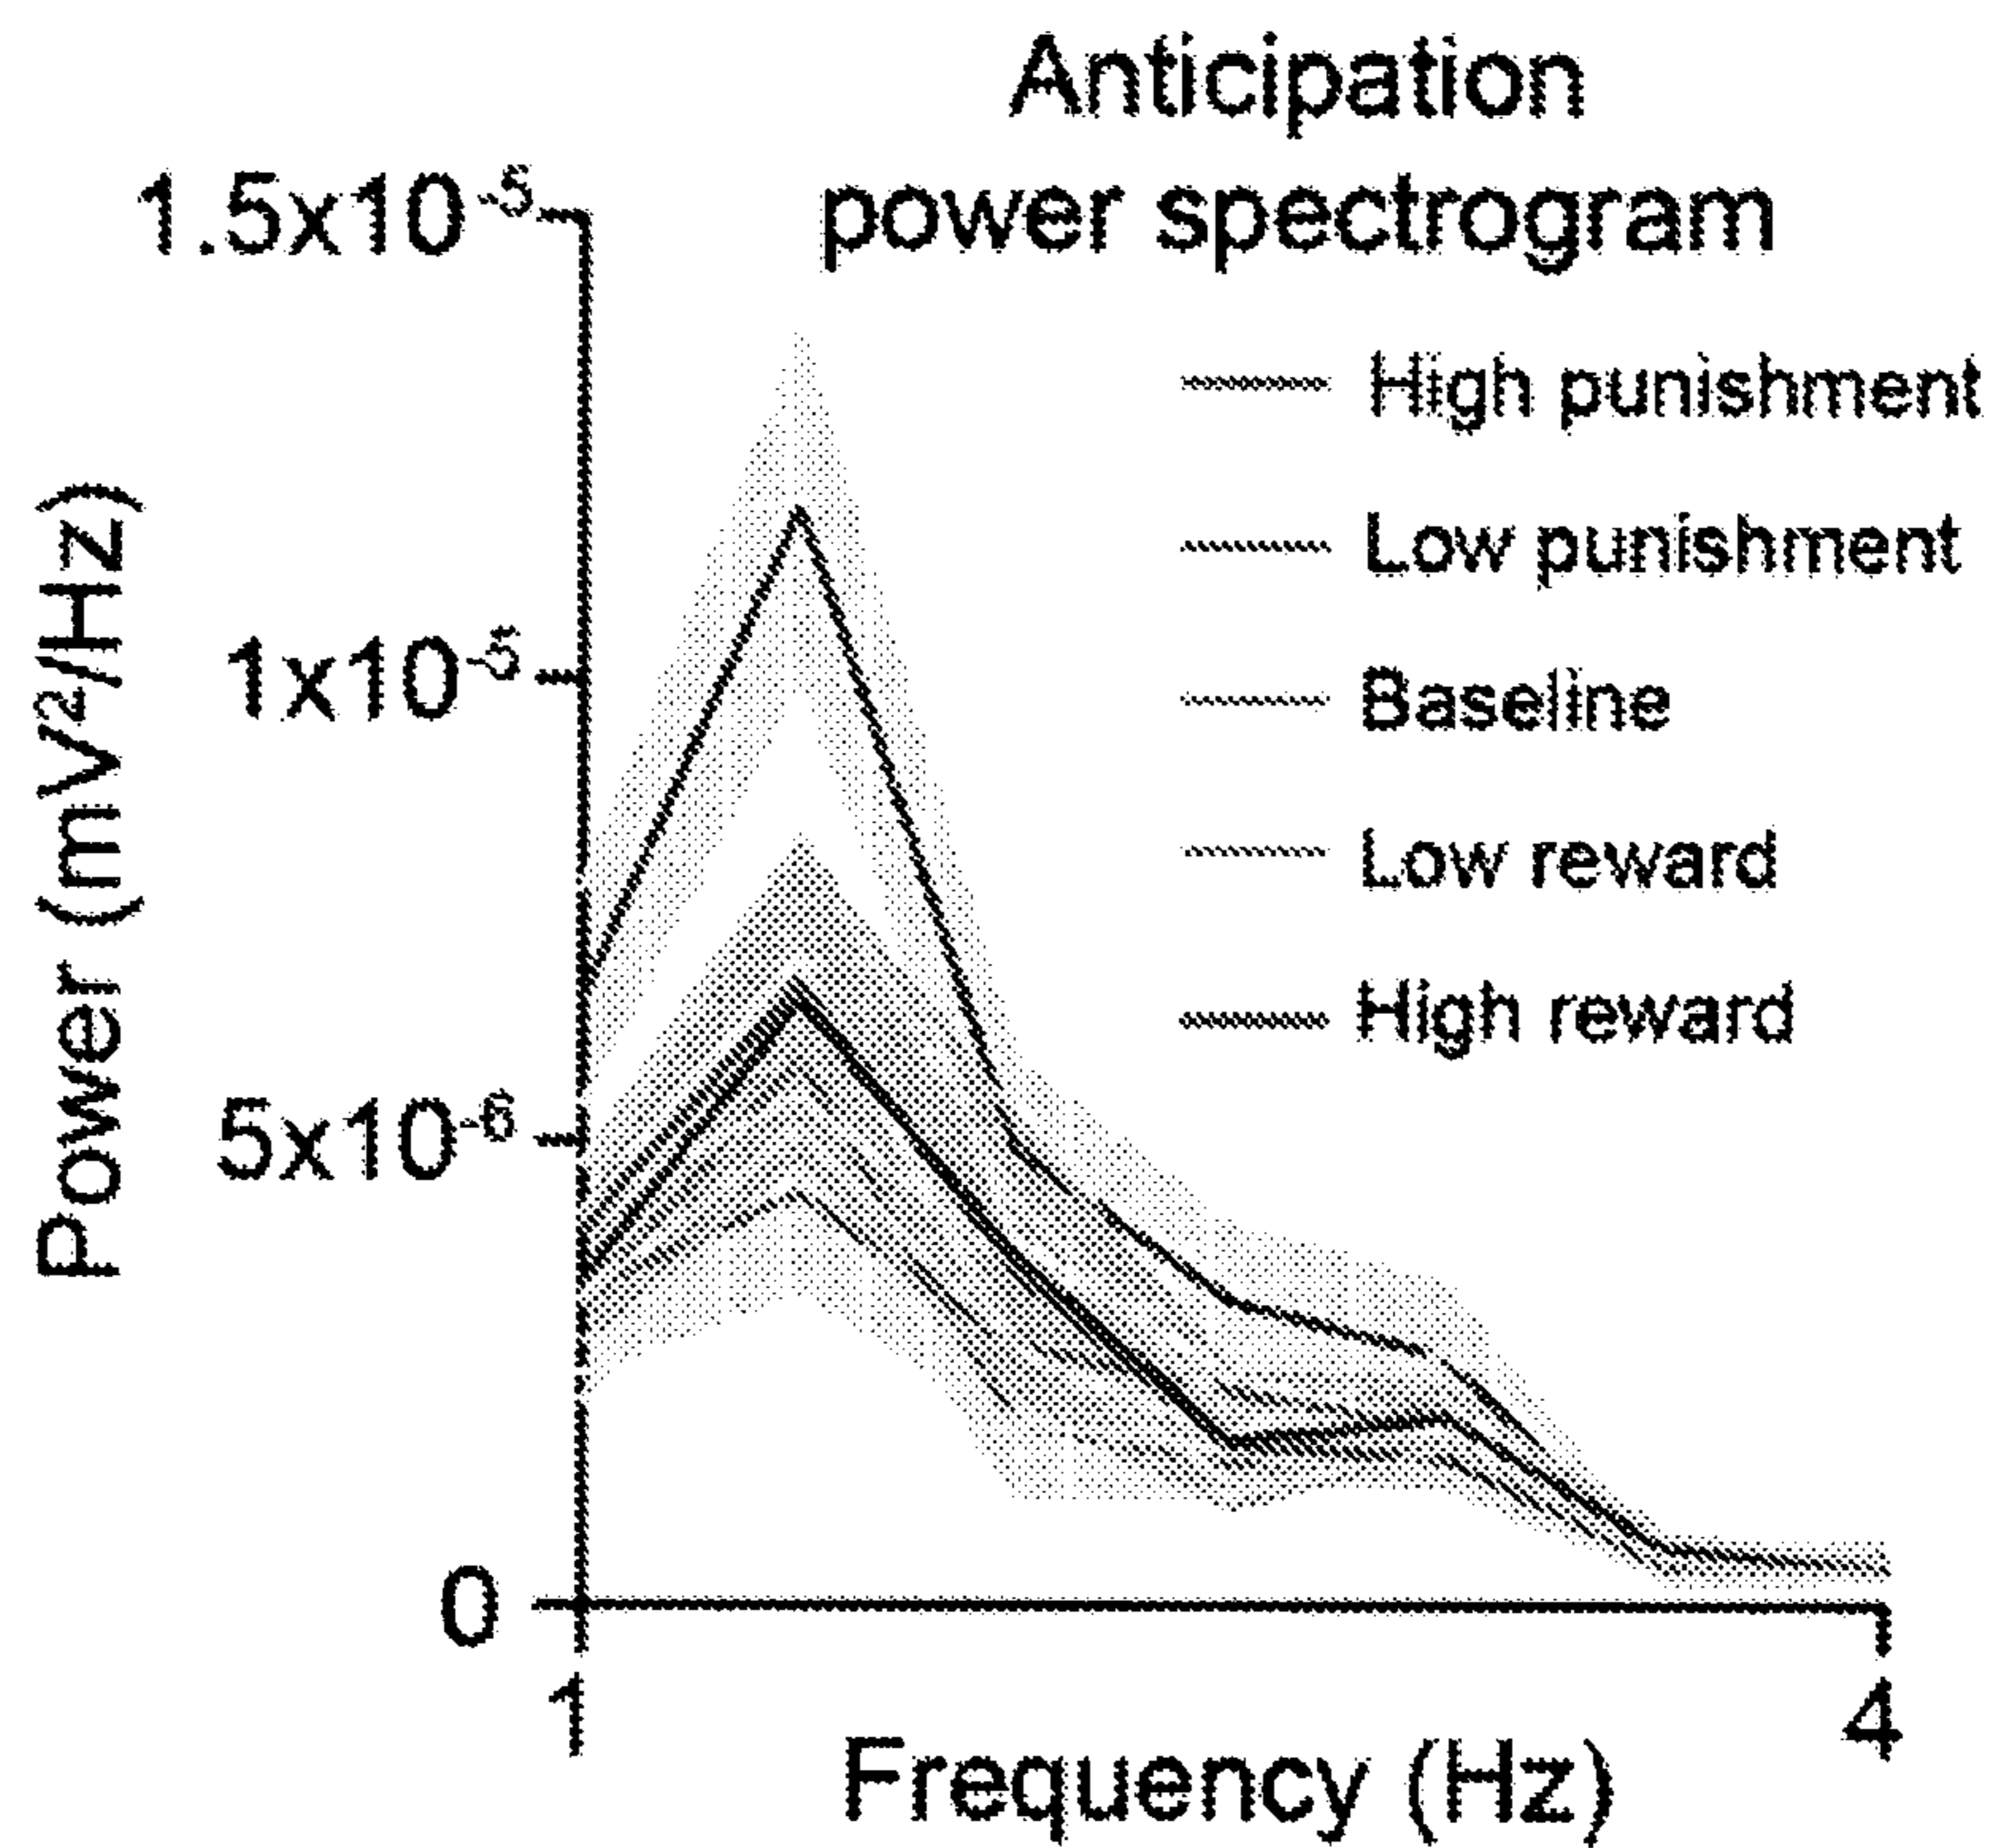 Anticipation
power spectrogram
1.5x10⁻⁵
1x10⁻⁵
5x10⁻⁶
0
Power (mV²/Hz)
High punishment
Low punishment
Baseline
Low reward
High reward
1
4
Frequency (Hz)